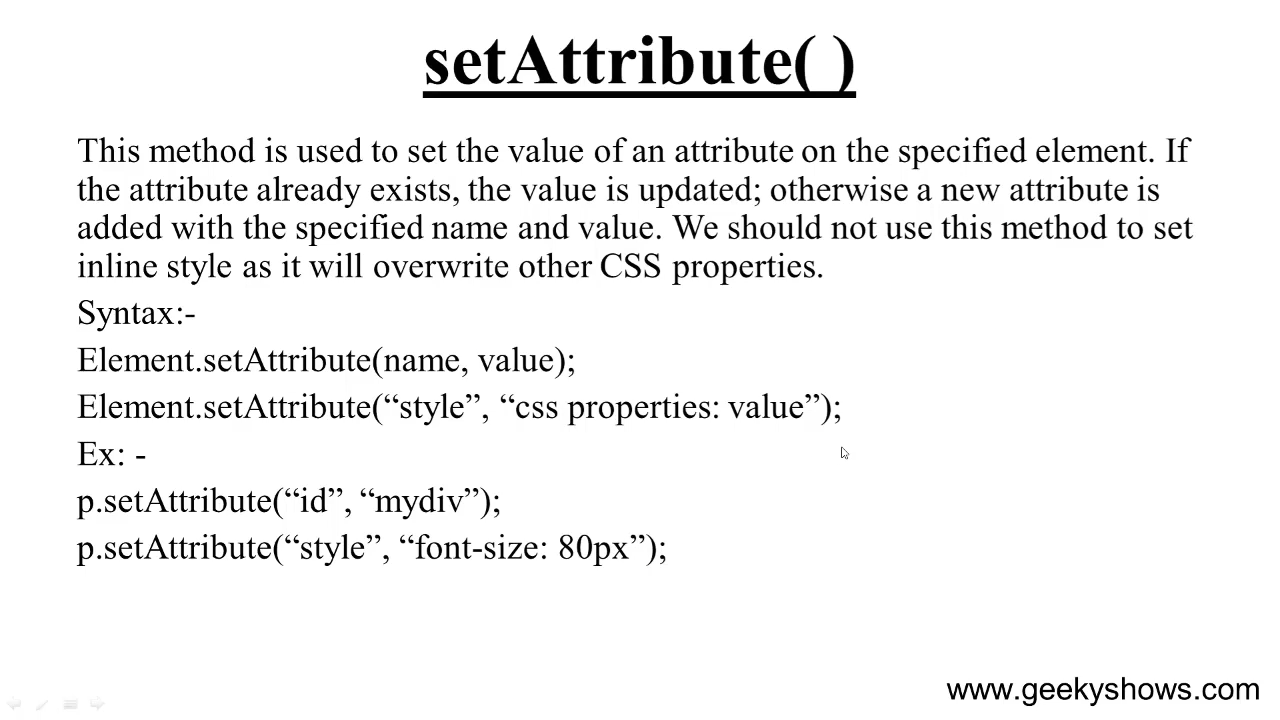 setAttribute( )
This method is used to set the value of an attribute on the specified element. If
the attribute already exists, the value is updated; otherwise a new attribute is
added with the specified name and value. We should not use this method to set
inline style as it will overwrite other CSS properties.
Syntax:-
Element.setAttribute(name, value);
Element.setAttribute(“style”, “css properties: value”);
Ex: -
p.setAttribute(“id”, “mydiv”);
p.setAttribute(“style”, “font-size: 80px”);
www.geekyshows.com